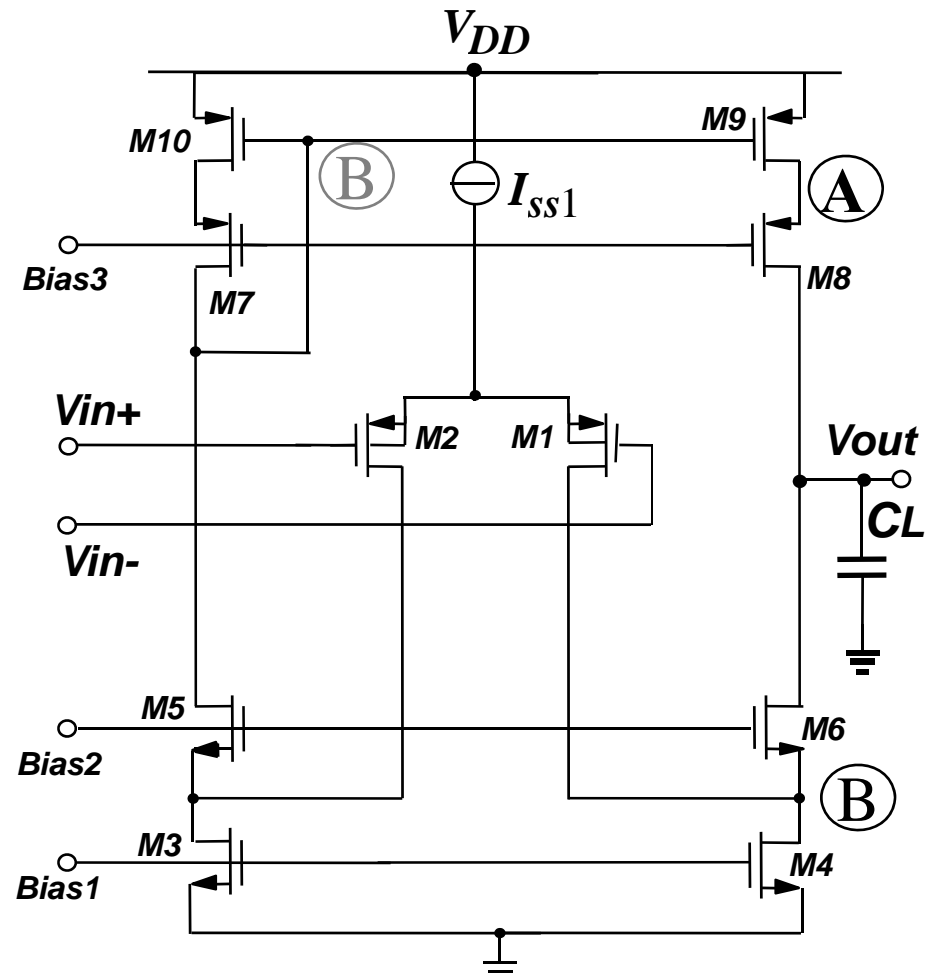 VDD
M10
M9
B
Iss1
A
Bias3
M7
M8
Vin+
M2
M1
Vout
CL
Vin-
M5
M6
Bias2
B
M3
M4
Bias1